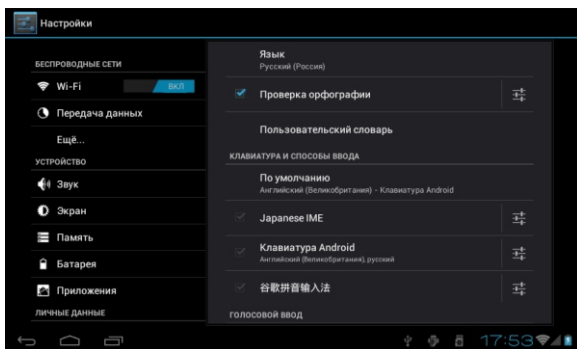 Настройки
БЕСПРОВОДНЫЕ СЕТИ
Wi-Fi
ВКЛ
Передача данных
Ещё...
УСТРОЙСТВО
Звук
Экран
Память
Батарея
Приложения
ЛИЧНЫЕ ДАННЫЕ
Язык
Русский (Россия)
Проверка орфографии
Пользовательский словарь
КЛАВИАТУРА И СПОСОБЫ ВВОДА
По умолчанию
Английский (Великобритания) - Клавиатура Android
Japanese IME
Клавиатура Android
Английский (Великобритания), русский
谷歌拼音输入法
ГОЛОСОВОЙ ВВОД
17:53